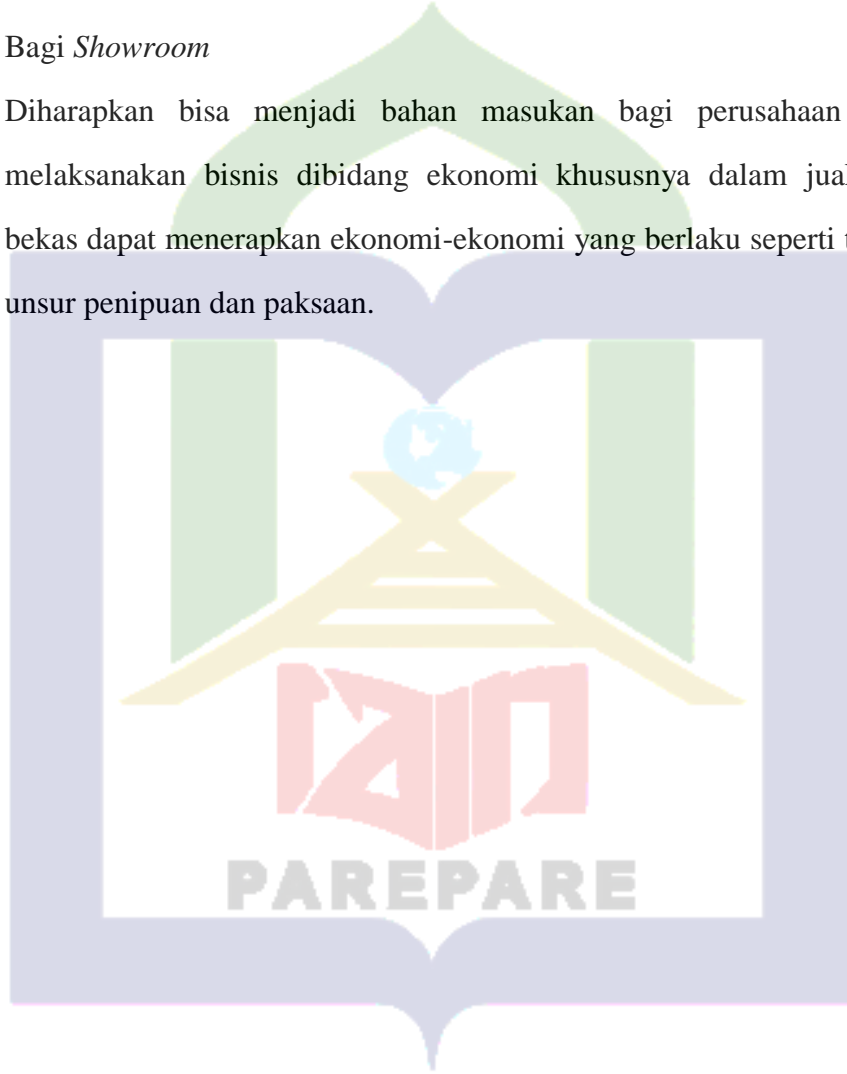 Bagi Showroom
Diharapkan bisa menjadi bahan masukan bagi perusahaan
melaksanakan bisnis dibidang ekonomi khususnya dalam
bekas dapat menerapkan ekonomi-ekonomi yang berlaku seperti
unsur penipuan dan paksaan.
iain
PAREPARE